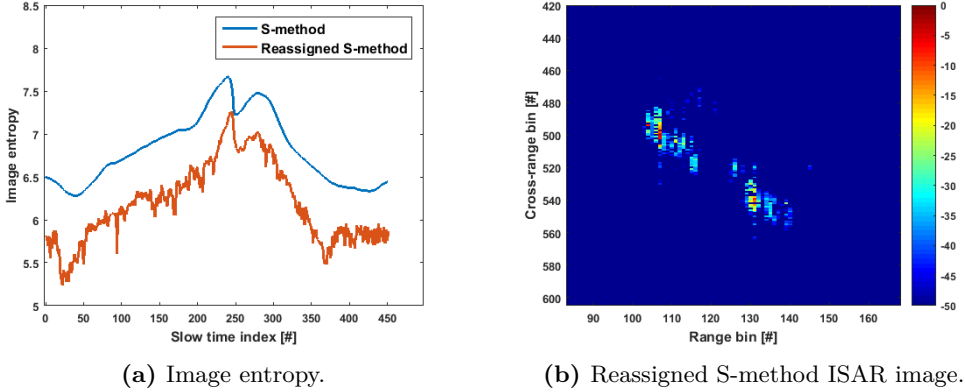 8.5
8
7.5
7
6.5
6
5.5
5
Image entropy
S-method
Reassigned S-method
0 50 100 150 200 250 300 350 400 450
Slow time index [#]
(a) Image entropy.
420
440
460
480
500
520
540
560
580
600
Cross-range bin [#]
90 100 110 120 130 140 150 160
Range bin [#]
0
-5
-10
-15
-20
-25
-30
-35
-40
-45
-50
(b) Reassigned S-method ISAR image.